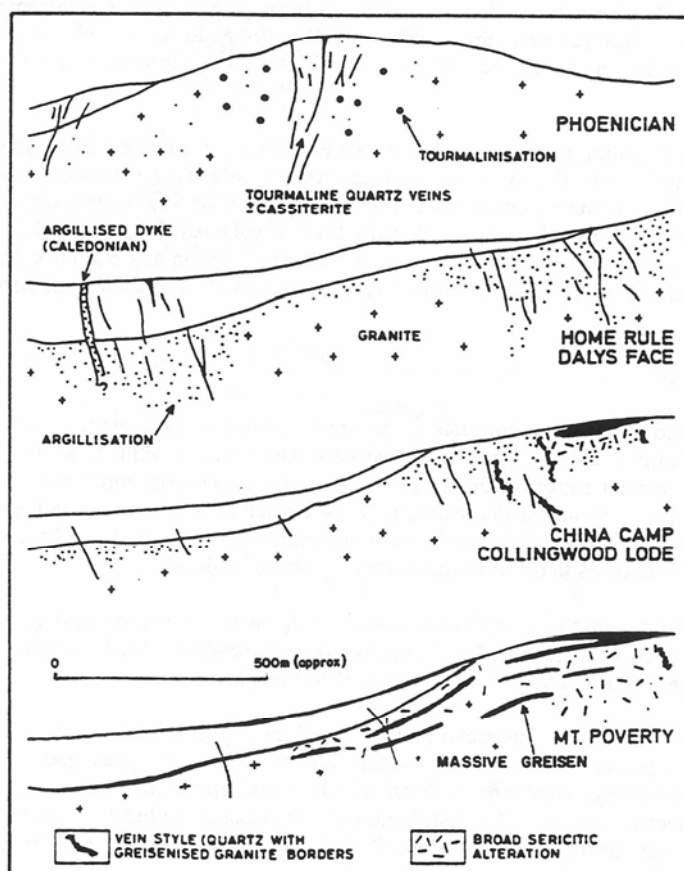 PHOENICIAN
TOURMALINISATION
TOURMALINE QUARTZ VEINS
± CASSITERITE
ARGILLISED DYKE
(CALEDONIAN)
GRANITE
HOME RULE
DALYS FACE
ARGILLISATION
?
CHINA CAMP
COLLINGWOOD LODE
0
500m (approx)
MT. POVERTY
MASSIVE GREISEN
VEIN STYLE (QUARTZ WITH
GREISENISED GRANITE BORDERS
BROAD SERICITIC
ALTERATION